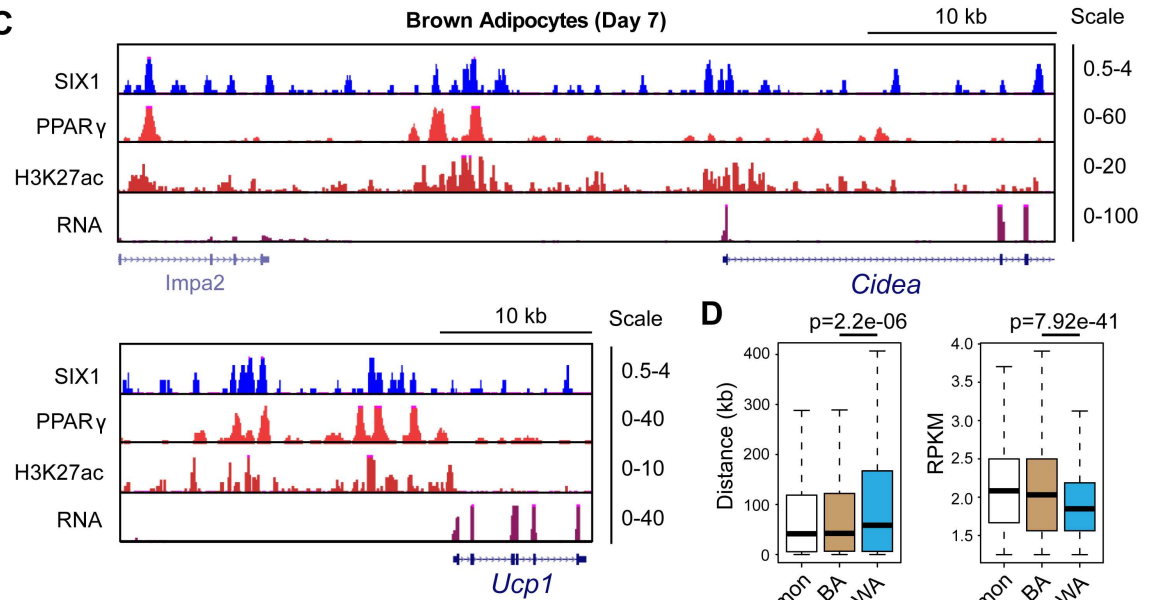 C
Brown Adipocytes (Day 7)
10 kb
Scale
SIX1
0.5-4
PPARγ
0-60
H3K27ac
0-20
RNA
0-100
Impa2
Cidea
10 kb
Scale
SIX1
0.5-4
PPARγ
0-40
H3K27ac
0-10
RNA
0-40
Ucp1
D
p=2.2e-06
Distance (kb)
400
300
200
100
0
BA
WA
p=7.92e-41
RPKM
4.0
3.5
3.0
2.5
2.0
1.5
BA
WA